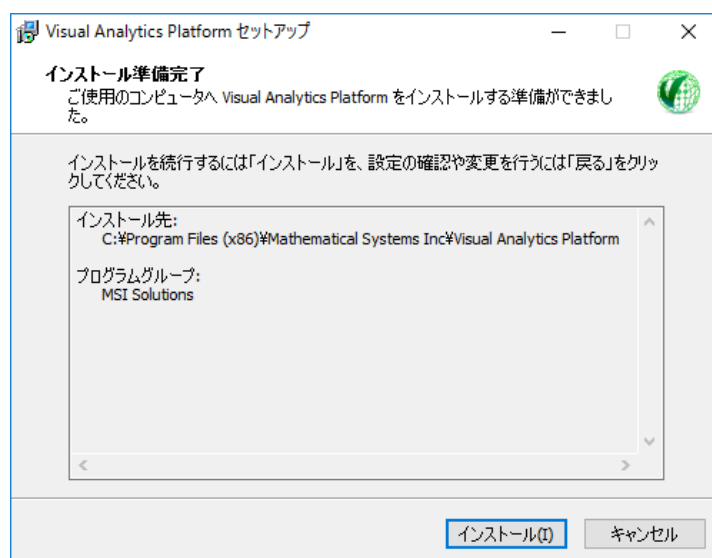 Visual Analytics Platform セットアップ
インストール準備完了
ご使用のコンピュータへ Visual Analytics Platform をインストールする準備ができまし
た。
インストールを続行するには「インストール」を、設定の確認や変更を行うには「戻る」をクリッ
クしてください。
インストール先:
C:¥Program Files (x86)¥Mathematical Systems Inc¥Visual Analytics Platform
プログラムグループ:
MSI Solutions
インストール(I)
キャンセル